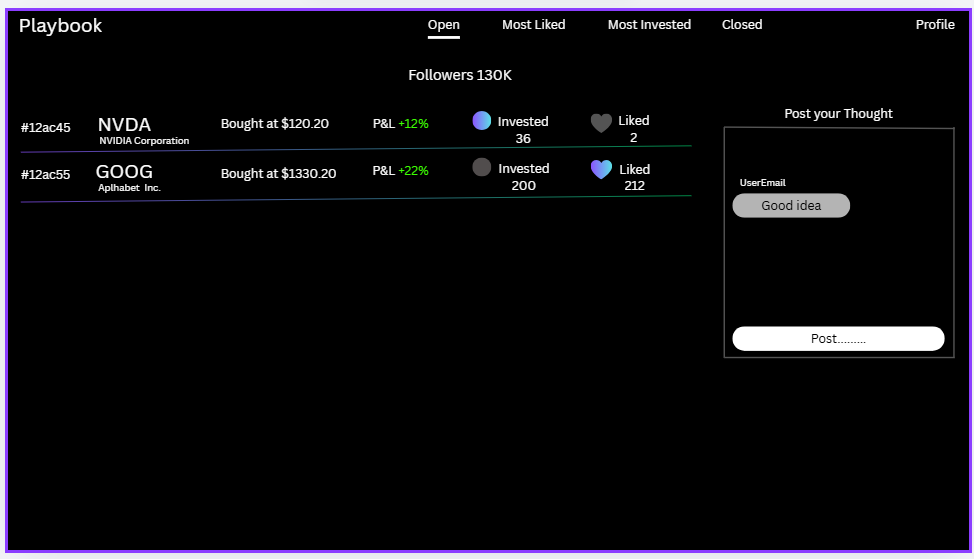 Playbook Open Most Liked Most Invested Closed Profile
Followers 130K
#12ac45 NVDA Bought at $120.20 P&L +12% Invested Liked
NVIDIA Corporation 36 2
#12ac55 GOOG Bought at $1330.20 P&L +22% Invested Liked
Aplhabet Inc. 200 212
Post your Thought
UserEmail
Good idea
Post.........